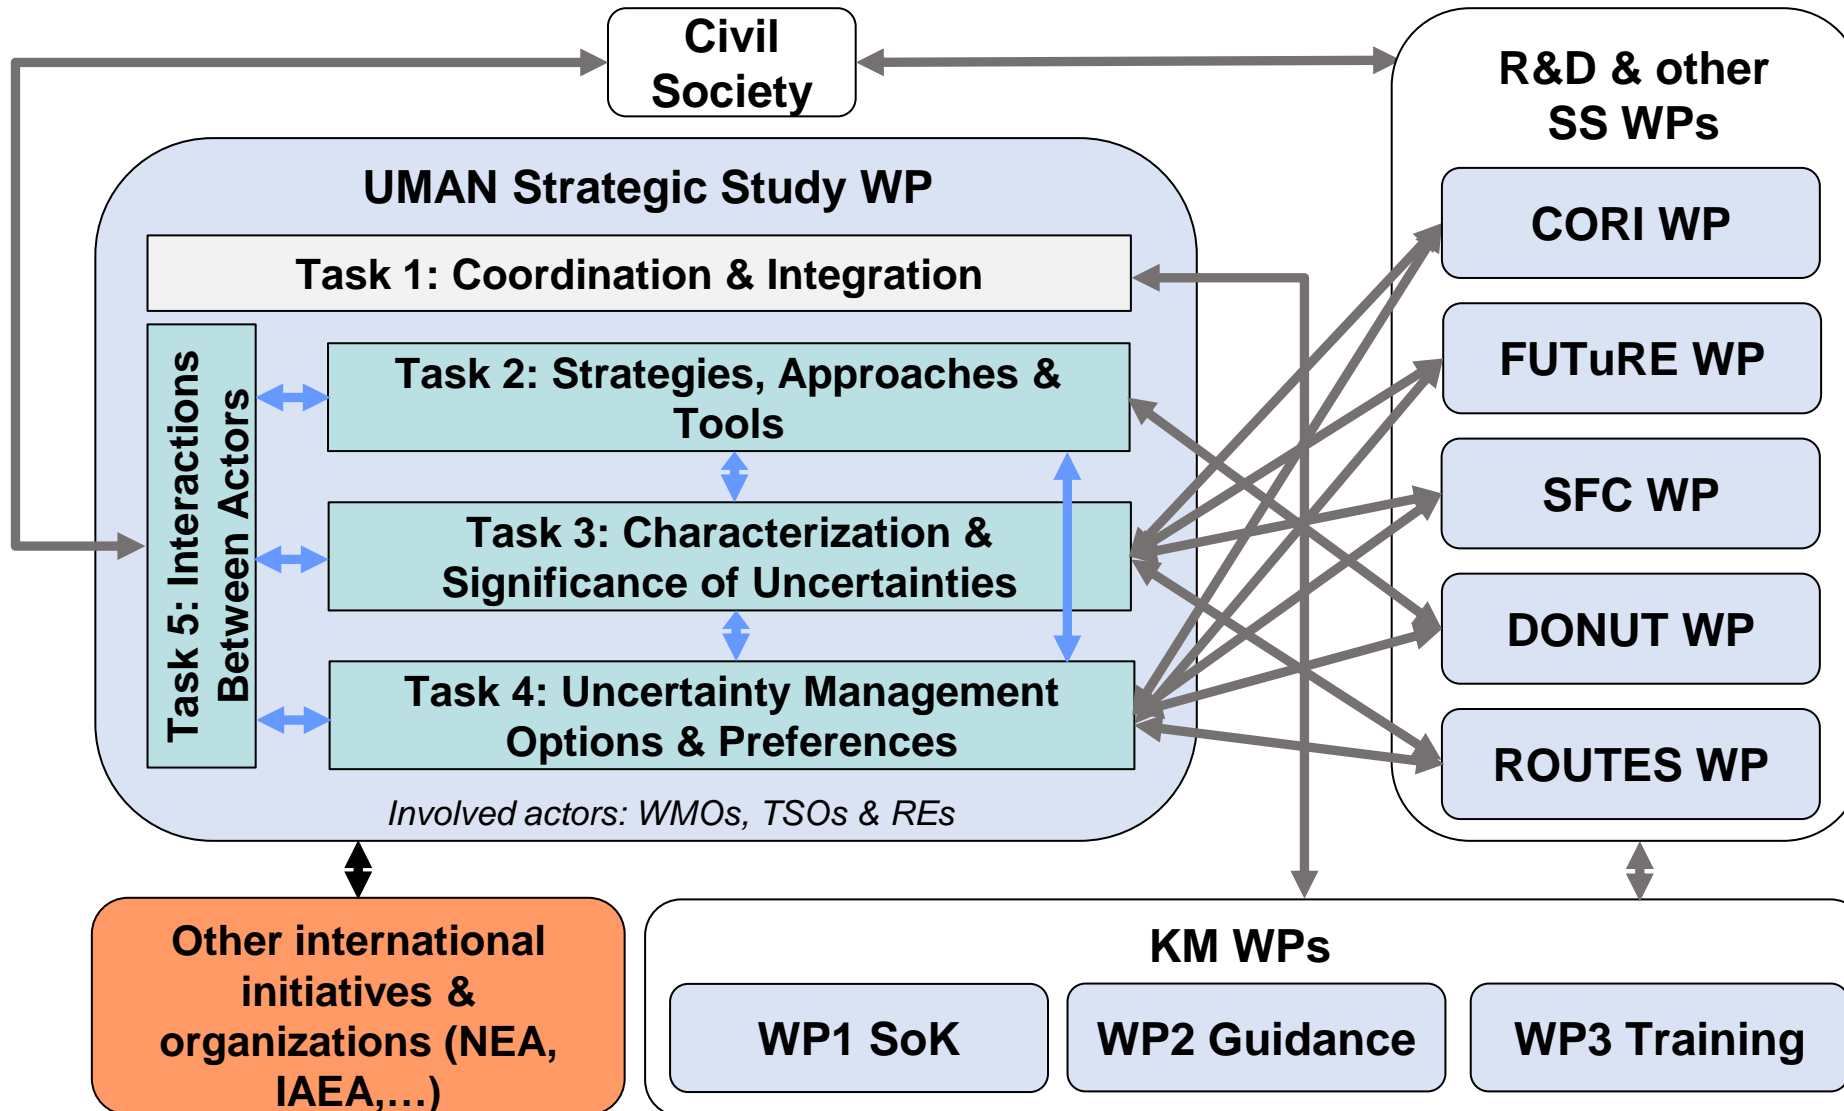 Civil
Society
R&D & other
SS WPs
UMAN Strategic Study WP
CORI WP
Task 1: Coordination & Integration
FUTuRE WP
Task 2: Strategies, Approaches &
Tools
Task 5: Interactions
Between Actors
SFC WP
Task 3: Characterization &
Significance of Uncertainties
DONUT WP
Task 4: Uncertainty Management
Options & Preferences
ROUTES WP
Involved actors: WMOs, TSOs & REs
Other international
initiatives &
organizations (NEA,
IAEA,…)
KM WPs
WP1 SoK
WP2 Guidance
WP3 Training